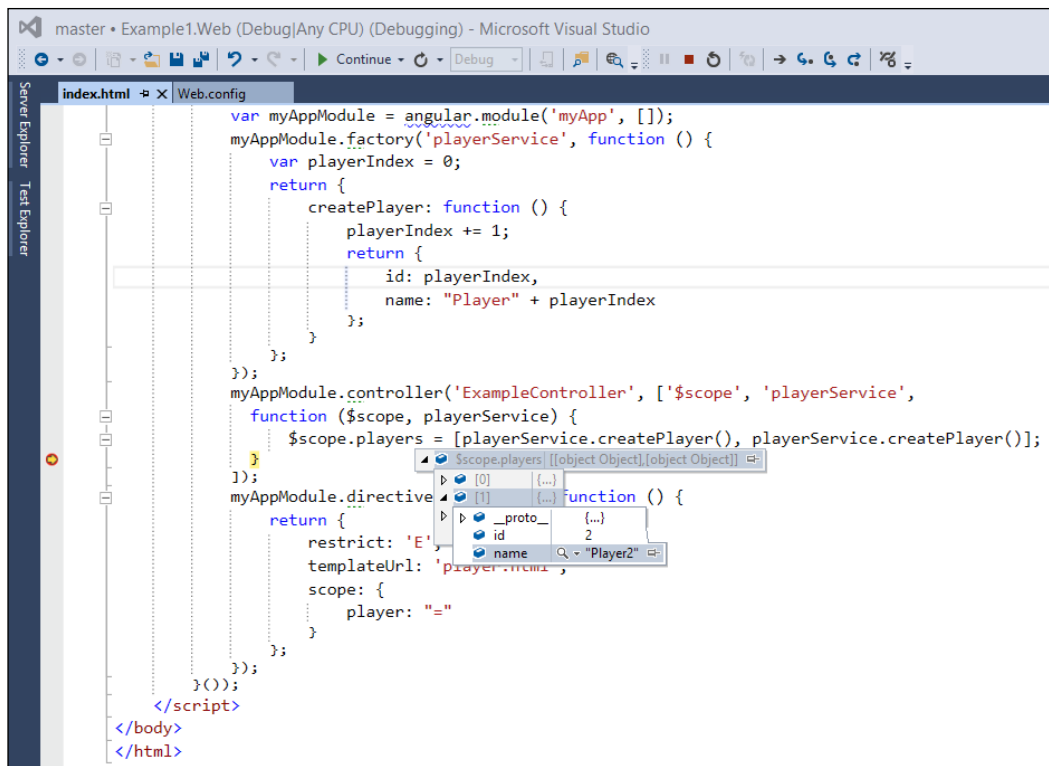 master • Example1.Web (Debug|Any CPU) (Debugging) - Microsoft Visual Studio
Continue Debug
Server Explorer
Test Explorer
index.html Web.config
var myAppModule = angular.module('myApp', []);
myAppModule.factory('playerService', function () {
var playerIndex = 0;
return {
createPlayer: function () {
playerIndex += 1;
return {
id: playerIndex,
name: "Player" + playerIndex
};
}
};
});
myAppModule.controller('ExampleController', ['$scope', 'playerService',
function ($scope, playerService) {
$scope.players = [playerService.createPlayer(), playerService.createPlayer()];
} $scope.players [[object Object],[object Object]]
]); [0] {...}
myAppModule.directive [1] {...} function () {
return { __proto__ {...}
id 2
restrict: 'E',
name "Player2"
templateUrl: 'player.html',
scope: {
player: "="
}
};
});
}());
</script>
</body>
</html>